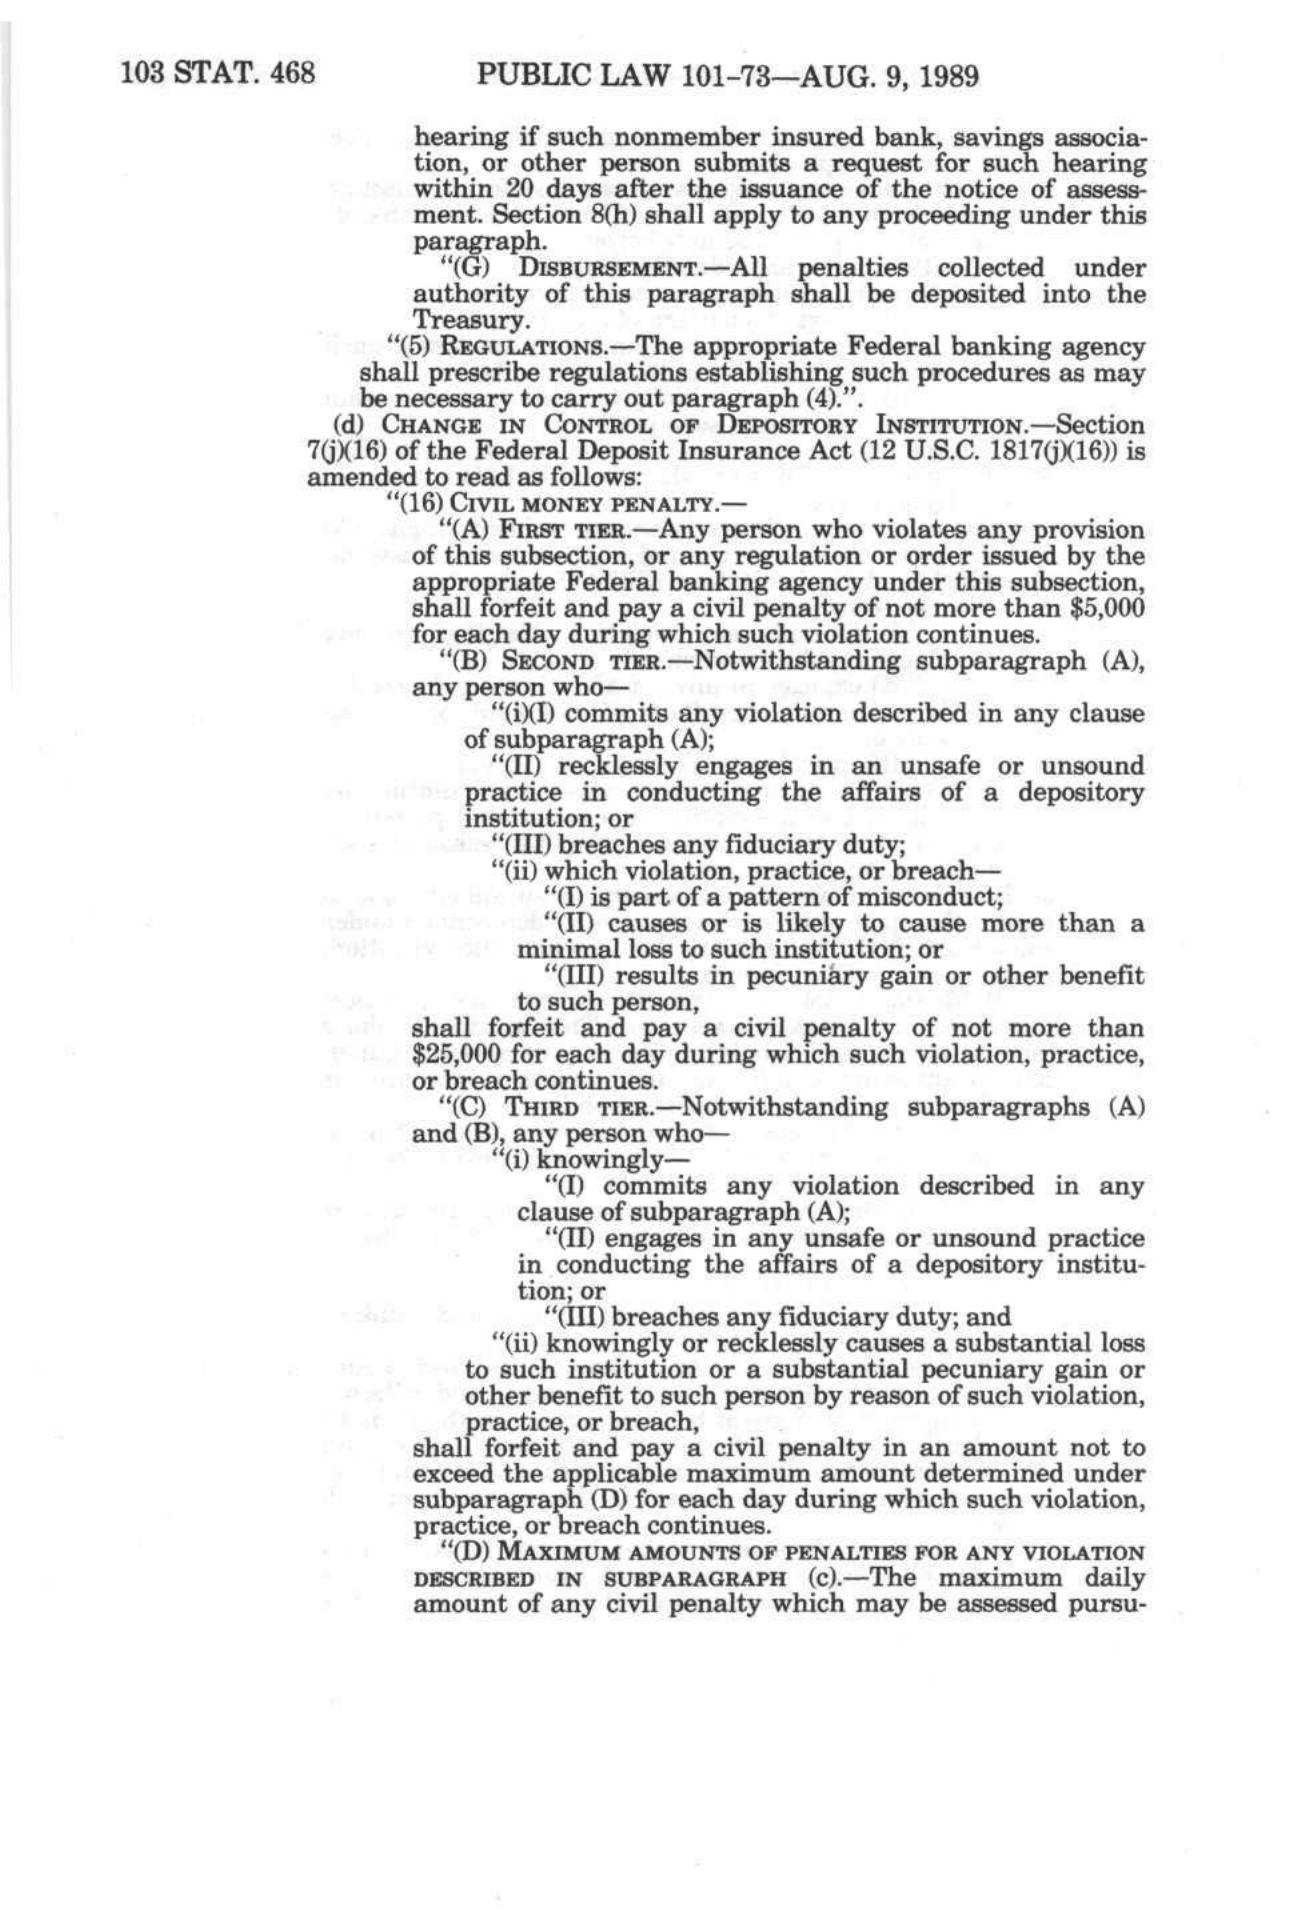 103 STAT. 468
PUBLIC LAW 101-73—AUG. 9, 1989
hearing if such nonmember insured bank, savings associa-
tion, or other person submits a request for such hearing
within 20 days after the issuance of the notice of assess-
ment. Section 8(h) shall apply to any proceeding under this
paragraph.
"(G) DISBURSEMENT.—All penalties collected under
authority of this paragraph shall be deposited into the
Treasury.
"(5) REGULATIONS.—The appropriate Federal banking agency
shall prescribe regulations establishing such procedures as may
be necessary to carry out paragraph (4).".
(d) CHANGE IN CONTROL OF DEPOSITORY INSTITUTION.—Section
7(j)(16) of the Federal Deposit Insurance Act (12 U.S.C. 1817(j)(16)) is
amended to read as follows:
"(16) CIVIL MONEY PENALTY.—
"(A) FIRST TIER.—Any person who violates any provision
of this subsection, or any regulation or order issued by the
appropriate Federal banking agency under this subsection,
shall forfeit and pay a civil penalty of not more than $5,000
for each day during which such violation continues.
"(B) SECOND TIER.—Notwithstanding subparagraph (A),
any person who—
"(i)(I) commits any violation described in any clause
of subparagraph (A);
"(II) recklessly engages in an unsafe or unsound
practice in conducting the affairs of a depository
institution; or
"(III) breaches any fiduciary duty;
"(ii) which violation, practice, or breach—
"(I) is part of a pattern of misconduct;
"(II) causes or is likely to cause more than a
minimal loss to such institution; or
"(III) results in pecuniary gain or other benefit
to such person,
shall forfeit and pay a civil penalty of not more than
$25,000 for each day during which such violation, practice,
or breach continues.
"(C) THIRD TIER.—Notwithstanding subparagraphs (A)
and (B), any person who—
"(i) knowingly—
"(I) commits any violation described in any
clause of subparagraph (A);
"(II) engages in any unsafe or unsound practice
in conducting the affairs of a depository institu-
tion; or
"(III) breaches any fiduciary duty; and
"(ii) knowingly or recklessly causes a substantial loss
to such institution or a substantial pecuniary gain or
other benefit to such person by reason of such violation,
practice, or breach,
shall forfeit and pay a civil penalty in an amount not to
exceed the applicable maximum amount determined under
subparagraph (D) for each day during which such violation,
practice, or breach continues.
"(D) MAXIMUM AMOUNTS OF PENALTIES FOR ANY VIOLATION
DESCRIBED IN SUBPARAGRAPH (c).—The maximum daily
amount of any civil penalty which may be assessed pursu-